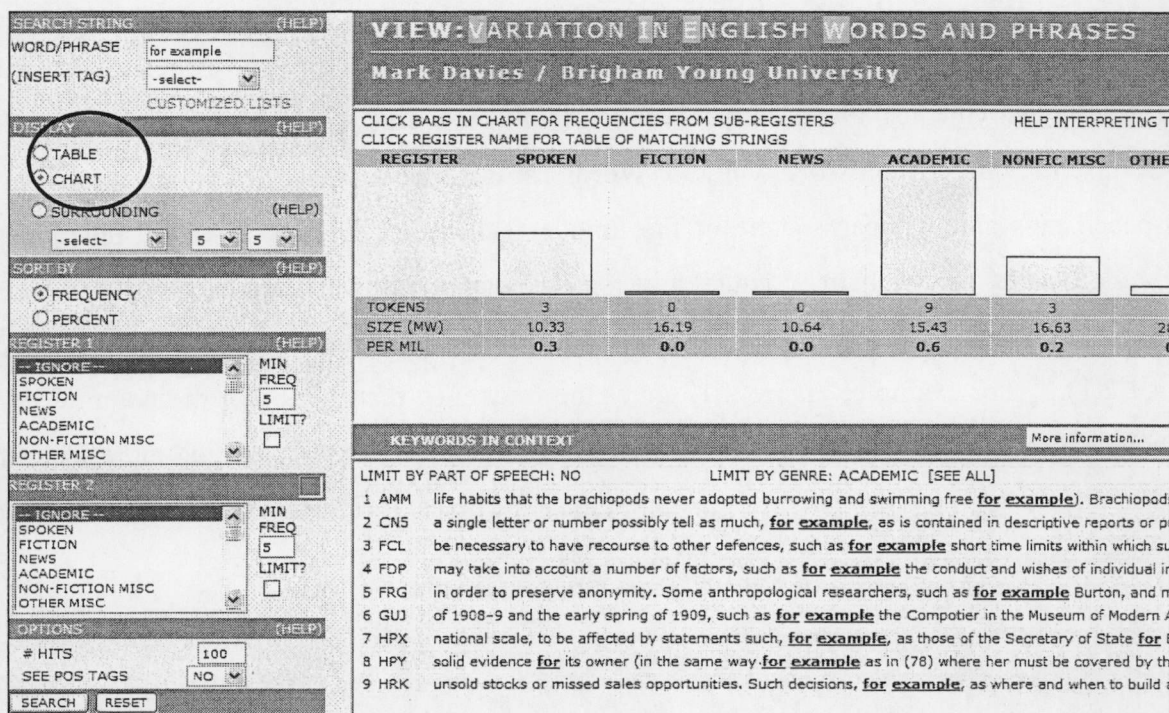 SEARCH STRING (HELP)
WORD/PHRASE for example
(INSERT TAG) -select-
CUSTOMIZED LISTS
DISPLAY (HELP)
TABLE
CHART
SURROUNDING (HELP)
-select- 5 5
SORT BY (HELP)
FREQUENCY
PERCENT
REGISTER 1 (HELP)
-- IGNORE --
SPOKEN
FICTION
NEWS
ACADEMIC
NON-FICTION MISC
OTHER MISC
MIN
FREQ
5
LIMIT?
REGISTER 2
-- IGNORE --
SPOKEN
FICTION
NEWS
ACADEMIC
NON-FICTION MISC
OTHER MISC
MIN
FREQ
5
LIMIT?
OPTIONS (HELP)
# HITS 100
SEE POS TAGS NO
SEARCH RESET
VIEW: VARIATION IN ENGLISH WORDS AND PHRASES
Mark Davies / Brigham Young University
CLICK BARS IN CHART FOR FREQUENCIES FROM SUB-REGISTERS HELP INTERPRETING T
CLICK REGISTER NAME FOR TABLE OF MATCHING STRINGS
REGISTER SPOKEN FICTION NEWS ACADEMIC NONFIC MISC OTHE
TOKENS 3 0 0 9 3
SIZE (MW) 10.33 16.19 10.64 15.43 16.63 28
PER MIL 0.3 0.0 0.0 0.6 0.2 0
KEYWORDS IN CONTEXT More information...
LIMIT BY PART OF SPEECH: NO LIMIT BY GENRE: ACADEMIC [SEE ALL]
1 AMM life habits that the brachiopods never adopted burrowing and swimming free for example). Brachiopods
2 CN5 a single letter or number possibly tell as much, for example, as is contained in descriptive reports or p
3 FCL be necessary to have recourse to other defences, such as for example short time limits within which su
4 FDP may take into account a number of factors, such as for example the conduct and wishes of individual i
5 FRG in order to preserve anonymity. Some anthropological researchers, such as for example Burton, and m
6 GUJ of 1908-9 and the early spring of 1909, such as for example the Compotier in the Museum of Modern A
7 HPX national scale, to be affected by statements such, for example, as those of the Secretary of State for E
8 HPY solid evidence for its owner (in the same way for example as in (78) where her must be covered by th
9 HRK unsold stocks or missed sales opportunities. Such decisions, for example, as where and when to build a